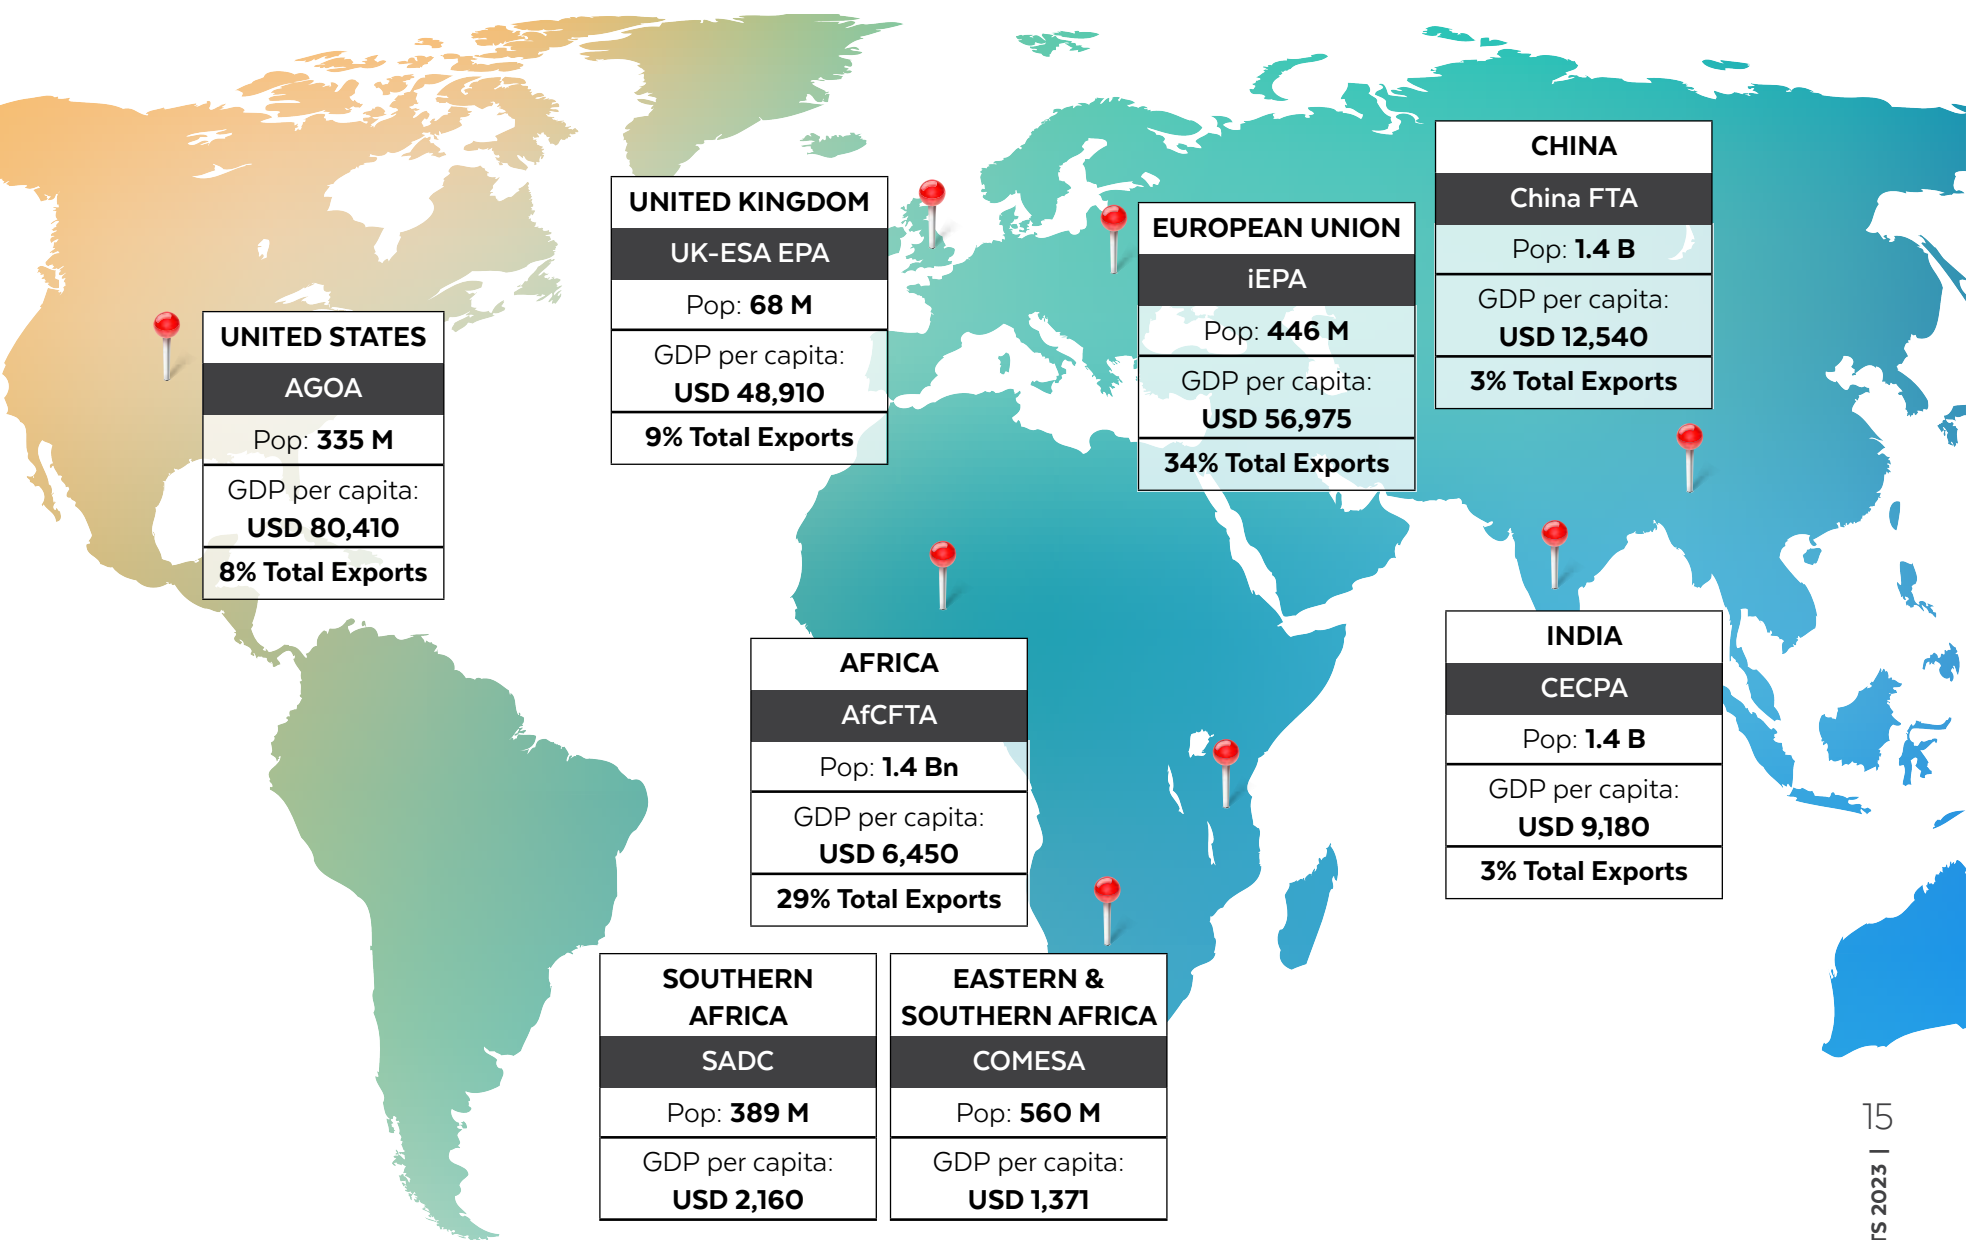 UNITED STATES
AGOA
Pop: 335 M
GDP per capita:
USD 80,410
8% Total Exports
UNITED KINGDOM
UK-ESA EPA
Pop: 68 M
GDP per capita:
USD 48,910
9% Total Exports
EUROPEAN UNION
iEPA
Pop: 446 M
GDP per capita:
USD 56,975
34% Total Exports
CHINA
China FTA
Pop: 1.4 B
GDP per capita:
USD 12,540
3% Total Exports
AFRICA
AfCFTA
Pop: 1.4 Bn
GDP per capita:
USD 6,450
29% Total Exports
INDIA
CECPA
Pop: 1.4 B
GDP per capita:
USD 9,180
3% Total Exports
SOUTHERN
AFRICA
SADC
Pop: 389 M
GDP per capita:
USD 2,160
EASTERN &
SOUTHERN AFRICA
COMESA
Pop: 560 M
GDP per capita:
USD 1,371
15
2023 |